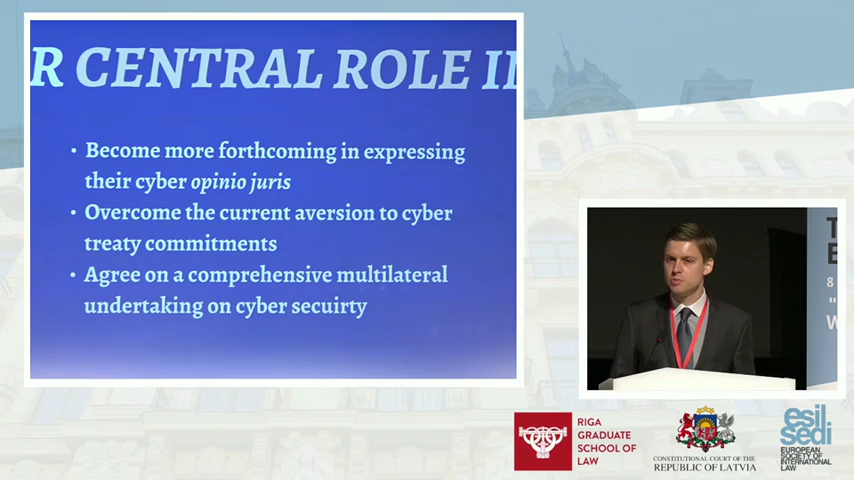 R CENTRAL ROLE I
• Become more forthcoming in expressing
their cyber opinio juris
• Overcome the current aversion to cyber
treaty commitments
• Agree on a comprehensive multilateral
undertaking on cyber secuirty
T
E
8
"
W
RIGA
GRADUATE
SCHOOL OF
LAW
CONSTITUTIONAL COURT OF THE
REPUBLIC OF LATVIA
esil
sedi
EUROPEAN
SOCIETY OF
INTERNATIONAL
LAW